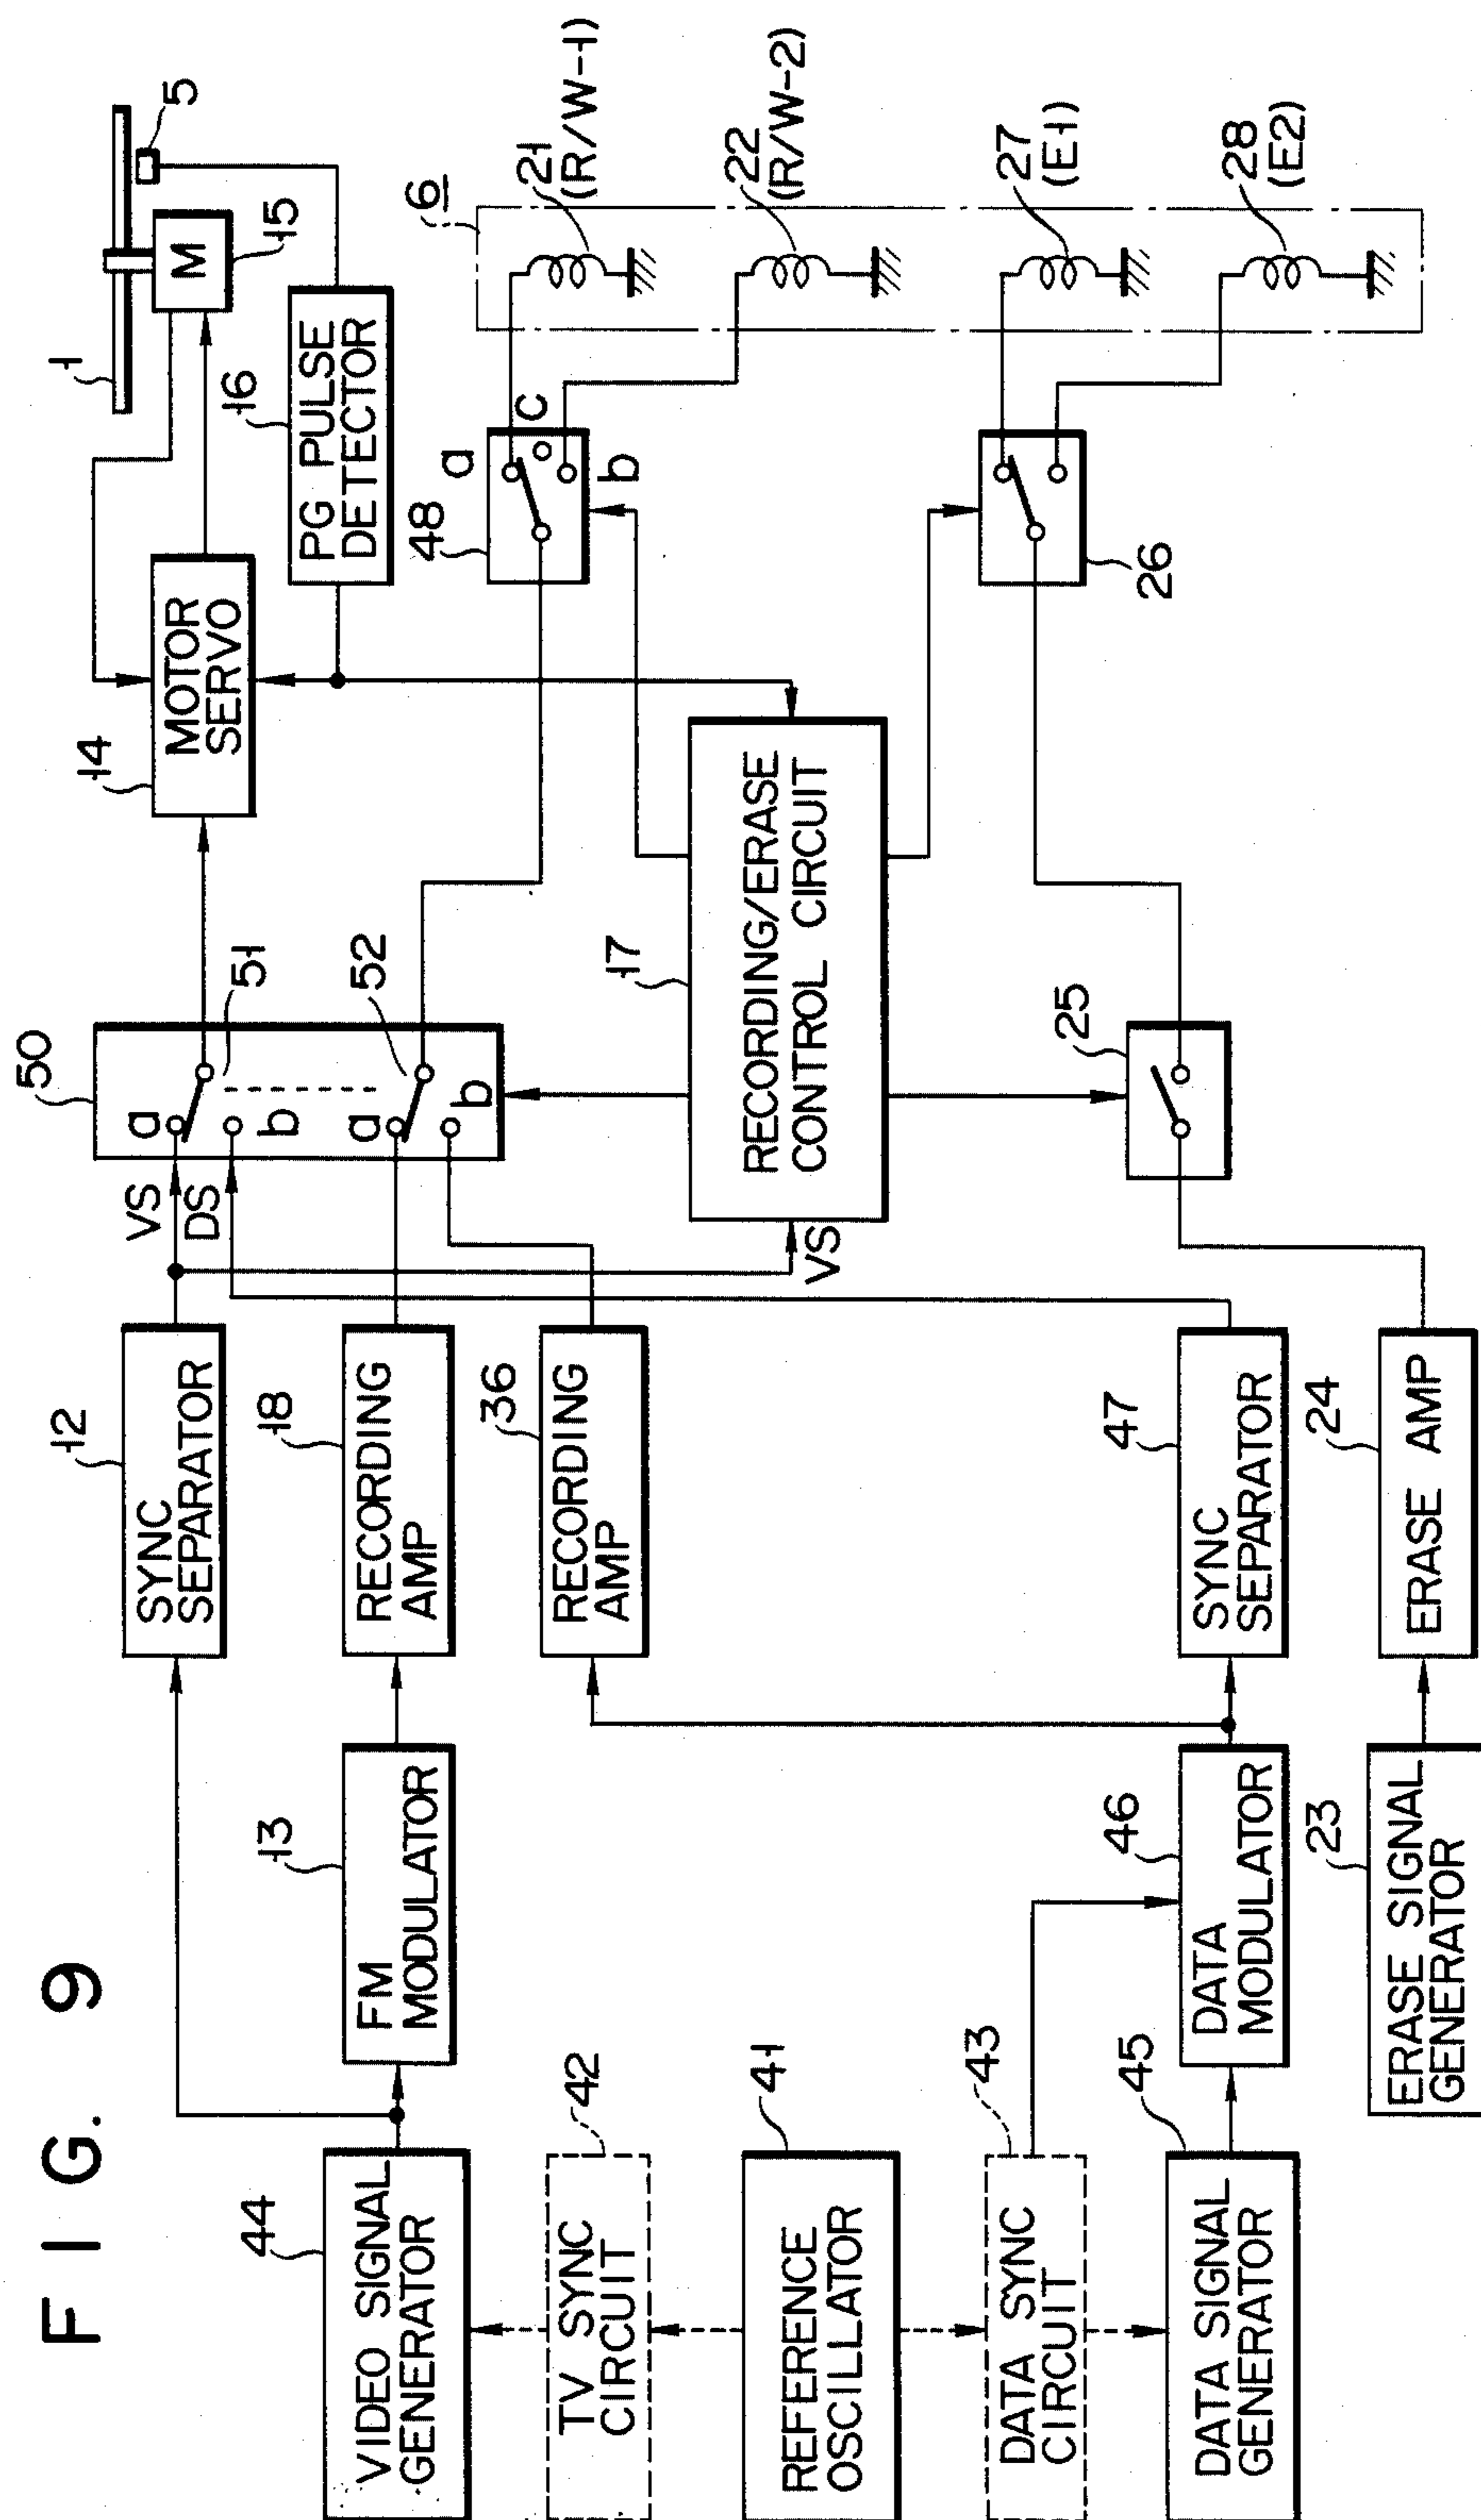 FIG. 9
44
VIDEO SIGNAL
GENERATOR
42
TV SYNC
CIRCUIT
41
REFERENCE
OSCILLATOR
43
DATA SYNC
CIRCUIT
45
DATA SIGNAL
GENERATOR
13
FM
MODULATOR
46
DATA
MODULATOR
23
ERASE SIGNAL
GENERATOR
12
SYNC
SEPARATOR
18
RECORDING
AMP
36
RECORDING
AMP
47
SYNC
SEPARATOR
24
ERASE AMP
VS
DS
VS
50
a
b
51
a
b
52
17
RECORDING/ERASE
CONTROL CIRCUIT
25
14
MOTOR
SERVO
16
PG PULSE
DETECTOR
48
a
c
b
26
1
M
15
5
6
21
(R/W-1)
22
(R/W-2)
27
(E1)
28
(E2)